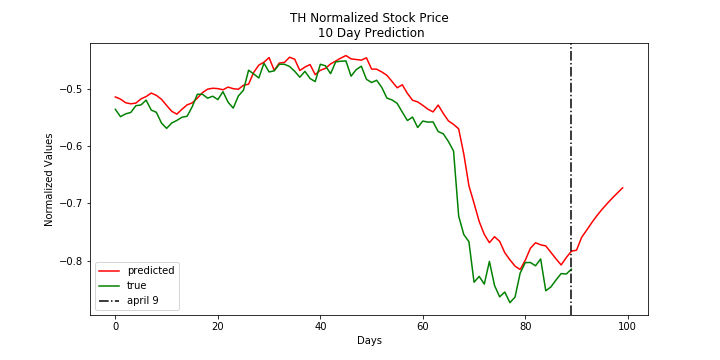 TH Normalized Stock Price
10 Day Prediction
Normalized Values
−0.5
−0.6
−0.7
−0.8
predicted
true
april 9
0 20 40 60 80 100
Days